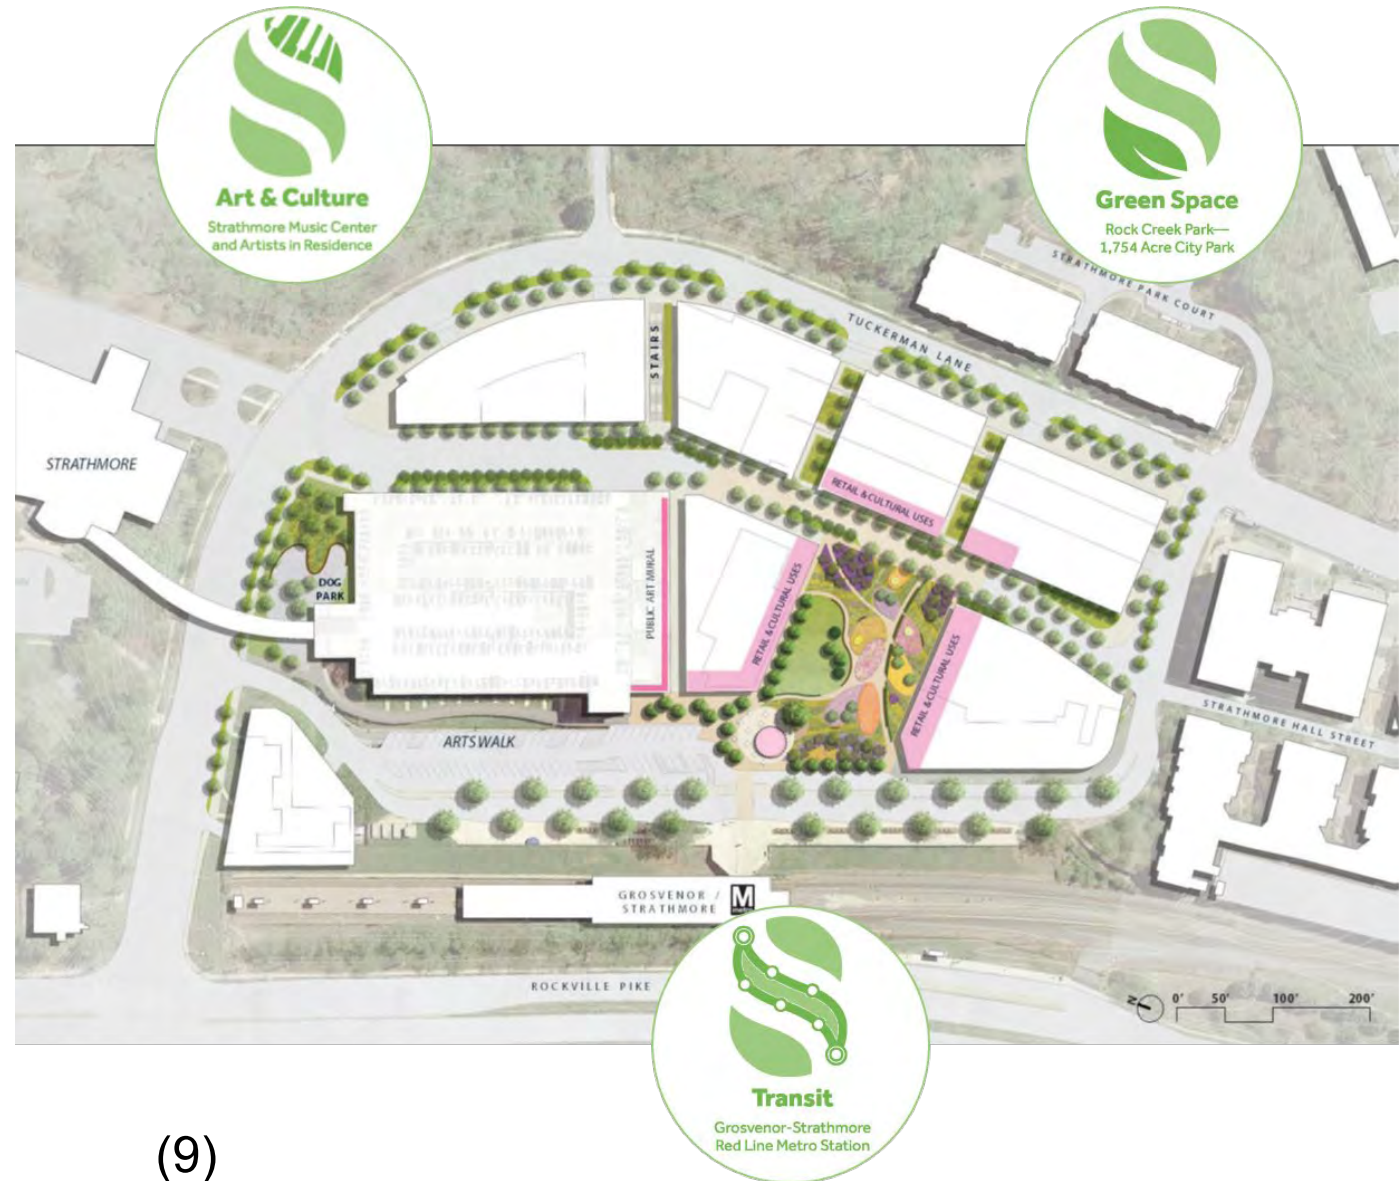 Art & Culture
Strathmore Music Center
and Artists in Residence
Green Space
Rock Creek Park—
1,754 Acre City Park
STRATHMORE PARK COURT
TUCKERMAN LANE
STAIRS
STRATHMORE
RETAIL & CULTURAL USES
DOG
PARK
PUBLIC ART MURAL
RETAIL & CULTURAL USES
RETAIL & CULTURAL USES
STRATHMORE HALL STREET
ARTSWALK
GROSVENOR /
STRATHMORE
M
metro
ROCKVILLE PIKE
N
0' 50' 100' 200'
Transit
Grosvenor-Strathmore
Red Line Metro Station
(9)